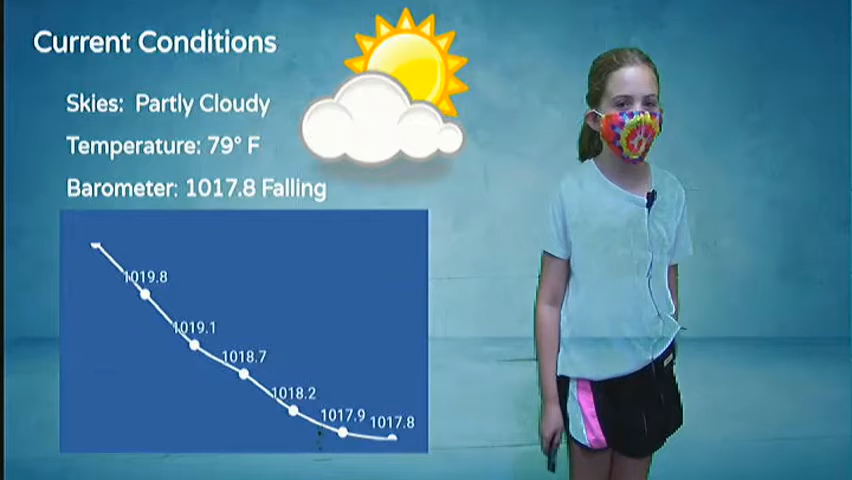 Current Conditions
Skies: Partly Cloudy
Temperature: 79° F
Barometer: 1017.8 Falling
1019.8
1019.1
1018.7
1018.2
1017.9
1017.8